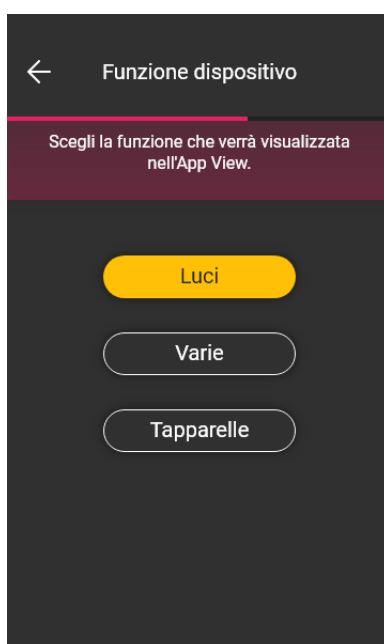 Funzione dispositivo
Scegli la funzione che verrà visualizzata
nell'App View.
Luci
Varie
Tapparelle